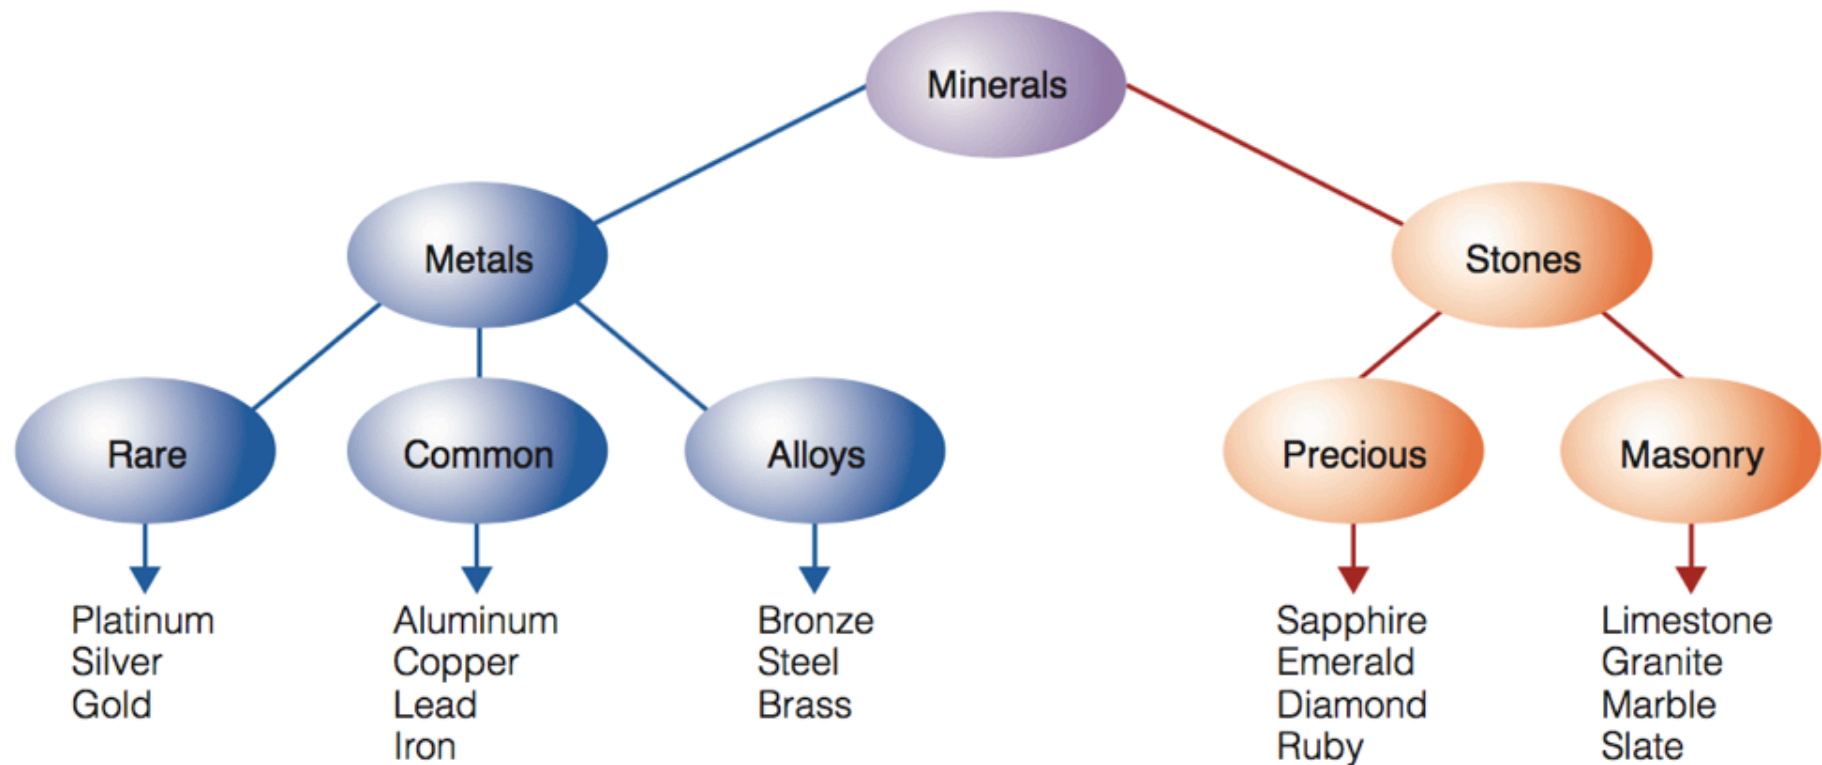 Minerals
Metals
Stones
Rare
Common
Alloys
Precious
Masonry
Platinum
Silver
Gold
Aluminum
Copper
Lead
Iron
Bronze
Steel
Brass
Sapphire
Emerald
Diamond
Ruby
Limestone
Granite
Marble
Slate